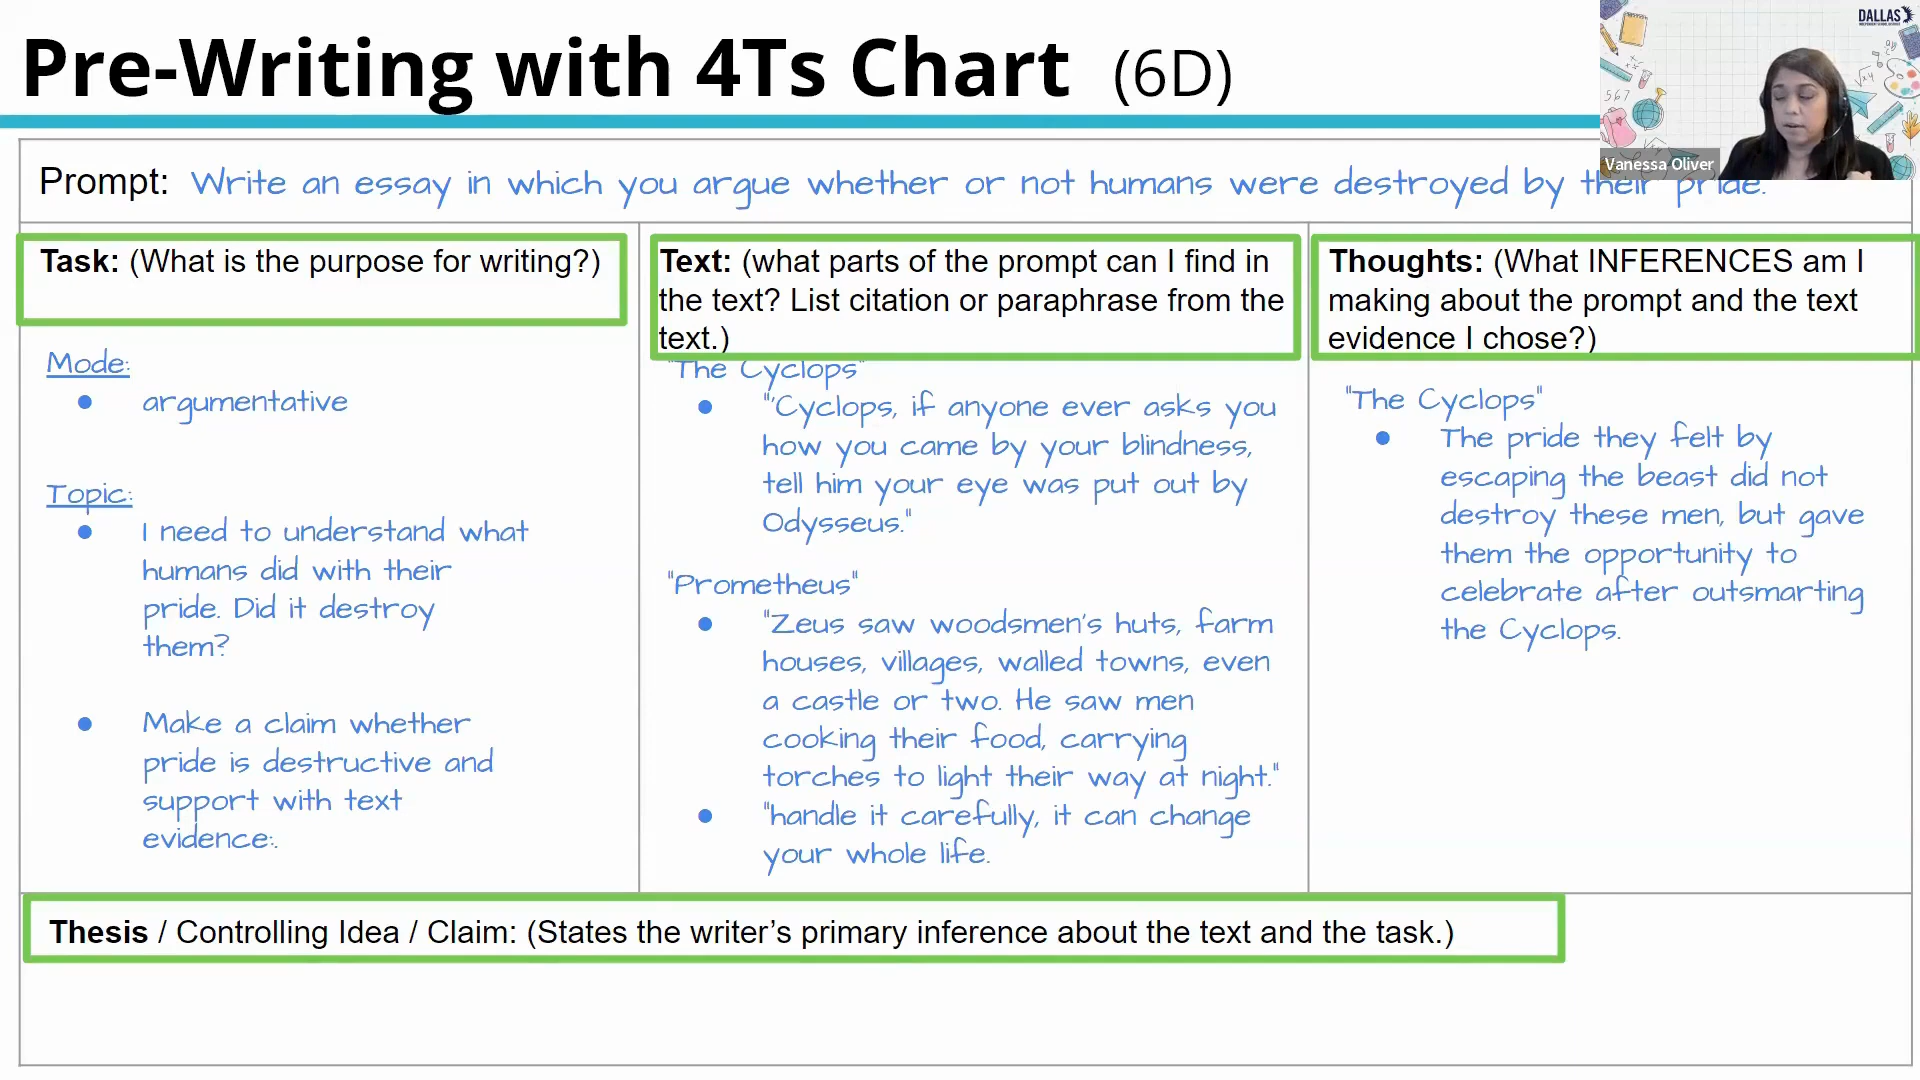 Pre-Writing with 4Ts Chart (6D)
DALLAS
Vanessa Oliver
Prompt: Write an essay in which you argue whether or not humans were destroyed by their pride.
Task: (What is the purpose for writing?)
Mode:
argumentative
Topic:
I need to understand what
humans did with their
pride. Did it destroy
them?
Make a claim whether
pride is destructive and
support with text
evidence:.
Text: (what parts of the prompt can I find in
the text? List citation or paraphrase from the
text.)
"The Cyclops"
"'Cyclops, if anyone ever asks you
how you came by your blindness,
tell him your eye was put out by
Odysseus."
"Prometheus"
"Zeus saw woodsmen's huts, farm
houses, villages, walled towns, even
a castle or two. He saw men
cooking their food, carrying
torches to light their way at night."
"handle it carefully, it can change
your whole life.
Thoughts: (What INFERENCES am I
making about the prompt and the text
evidence I chose?)
"The Cyclops"
The pride they felt by
escaping the beast did not
destroy these men, but gave
them the opportunity to
celebrate after outsmarting
the Cyclops.
Thesis / Controlling Idea / Claim: (States the writer’s primary inference about the text and the task.)